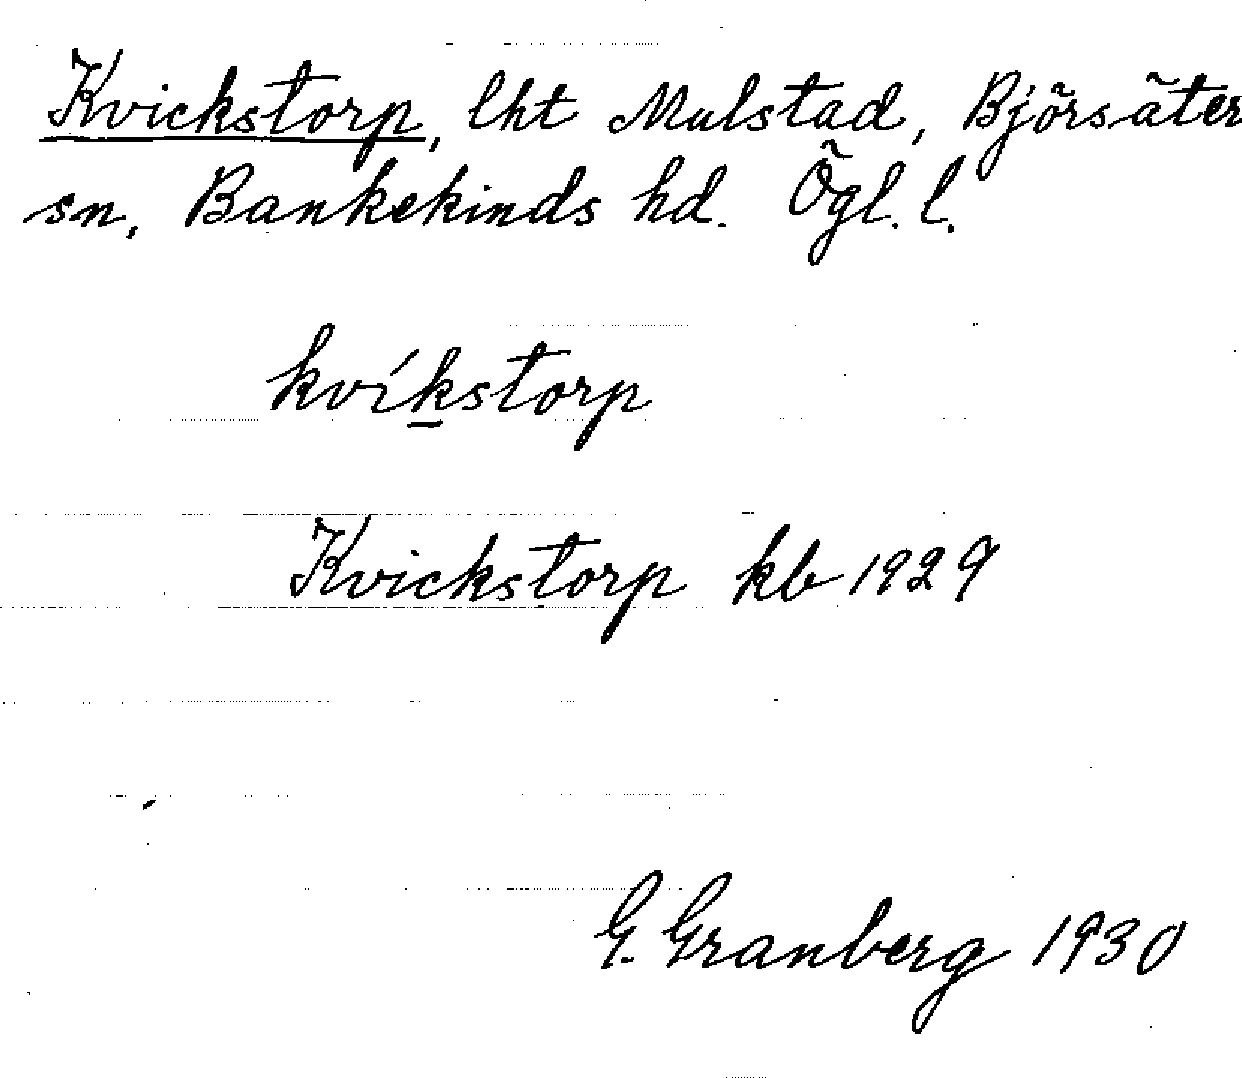 Kvickstorp, lht Mulstad, Björsäter
sn, Bankekinds hd. Ögl. l.
kvíkstorp
Kvickstorp kb 1929
G. Granberg 1930